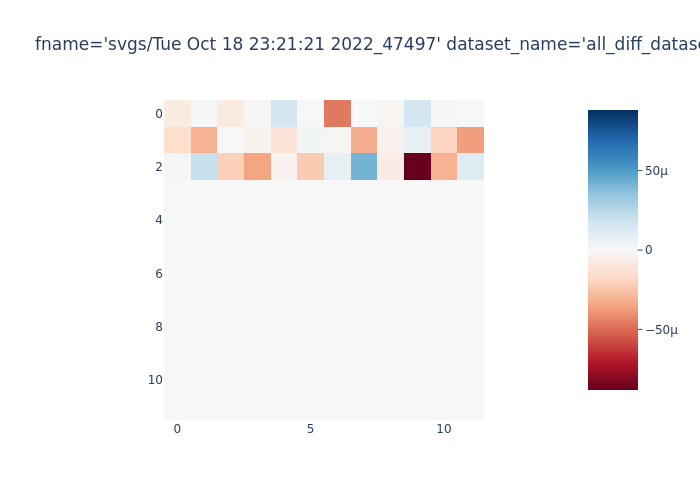 fname='svgs/Tue Oct 18 23:21:21 2022_47497' dataset_name='all_diff_datase
0
2
4
6
8
10
0 5 10
50μ
0
−50μ